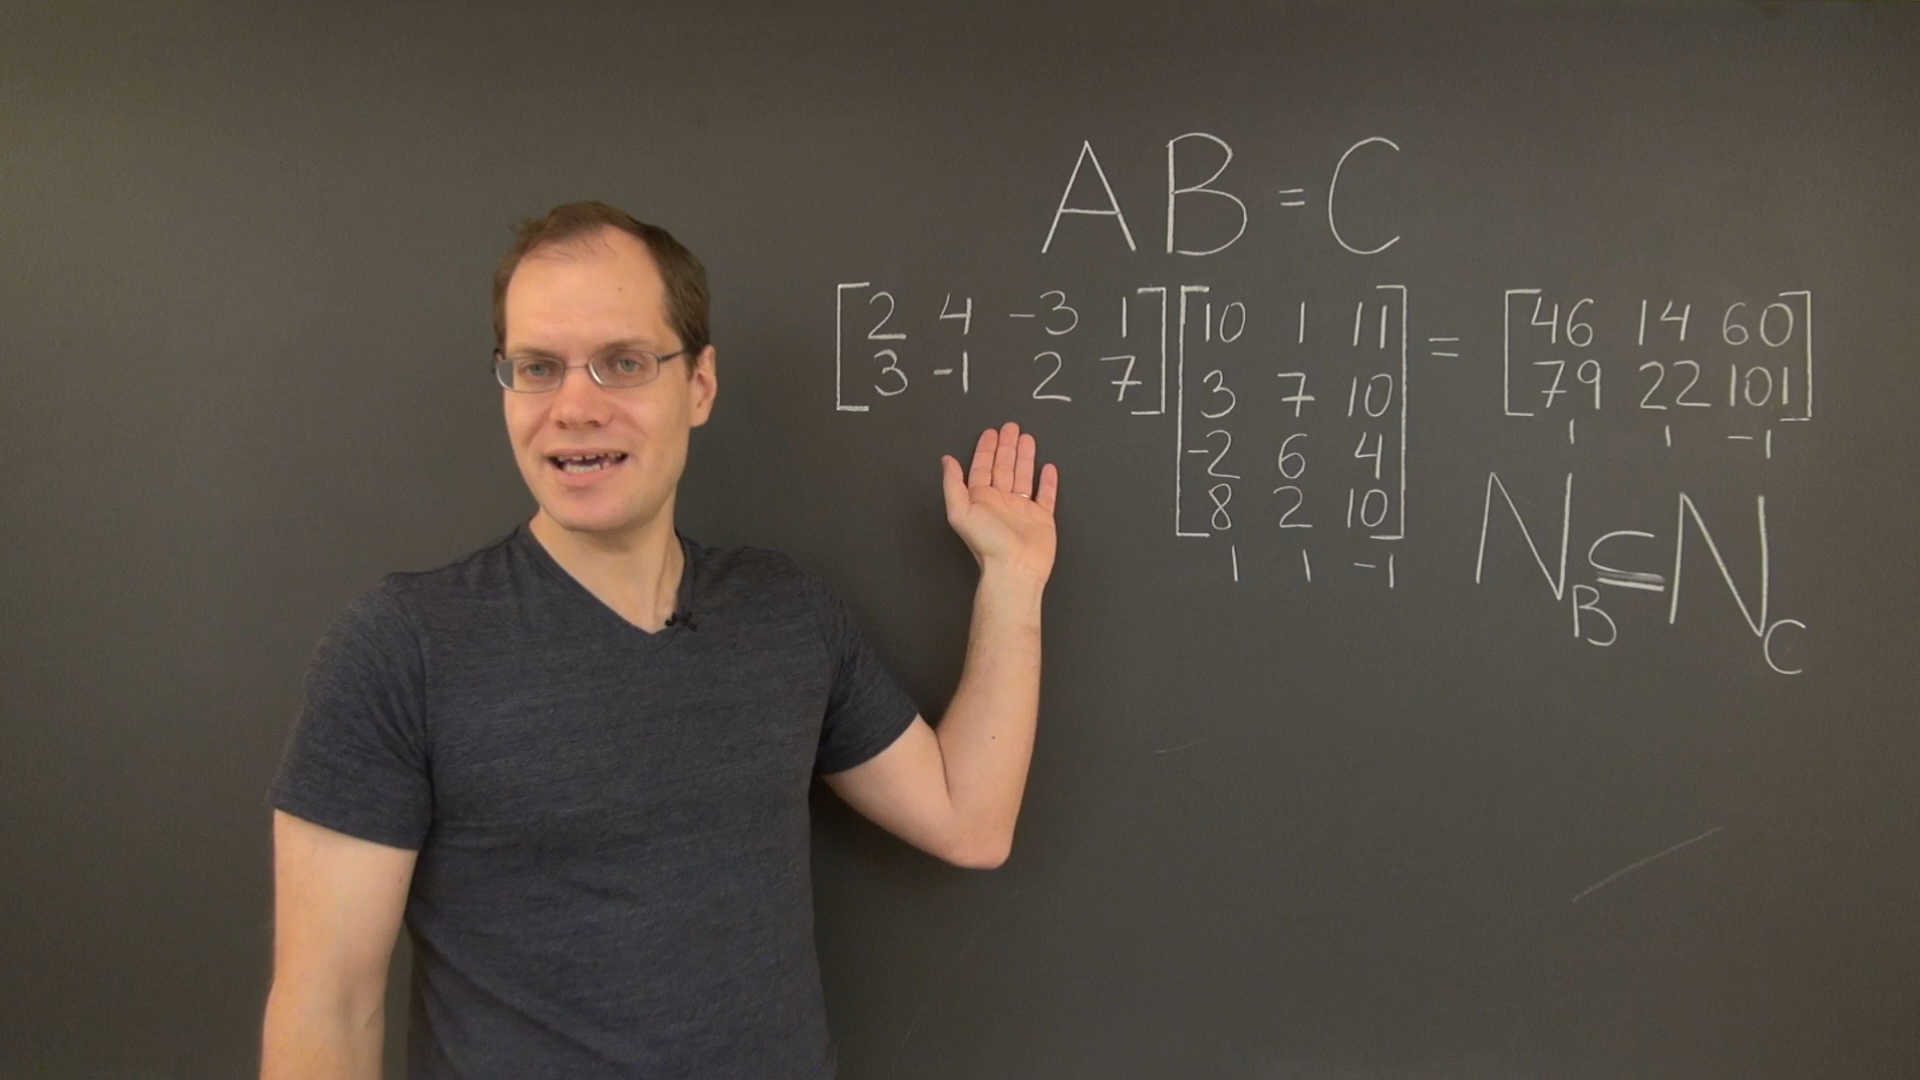 A B = C
[2 4 -3 1] [10 1 11] = [46 14 60]
[3 -1 2 7] [3 7 10] [79 22 101]
[-2 6 4] 1 1 -1
[8 2 10]
1 1 -1
N_B ⊆ N_C